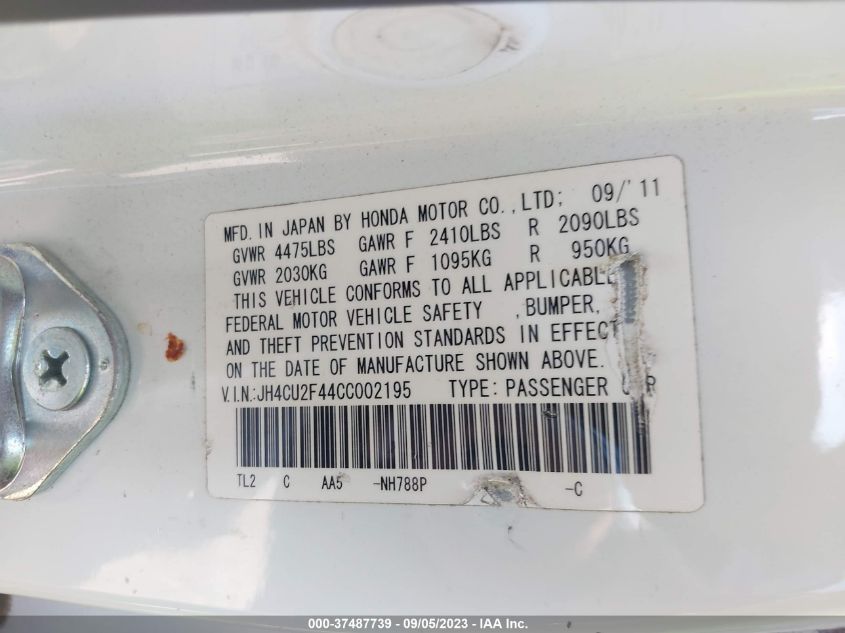 MFD. IN JAPAN BY HONDA MOTOR CO., LTD; 09/'11
GVWR 4475LBS GAWR F 2410LBS R 2090LBS
GVWR 2030KG GAWR F 1095KG R 950KG
THIS VEHICLE CONFORMS TO ALL APPLICABLE
FEDERAL MOTOR VEHICLE SAFETY , BUMPER,
AND THEFT PREVENTION STANDARDS IN EFFECT
ON THE DATE OF MANUFACTURE SHOWN ABOVE.
V.I.N.:JH4CU2F44CC002195 TYPE: PASSENGER
TL2 C AA5 -NH788P -C
000-37487739 - 09/05/2023 - IAA Inc.